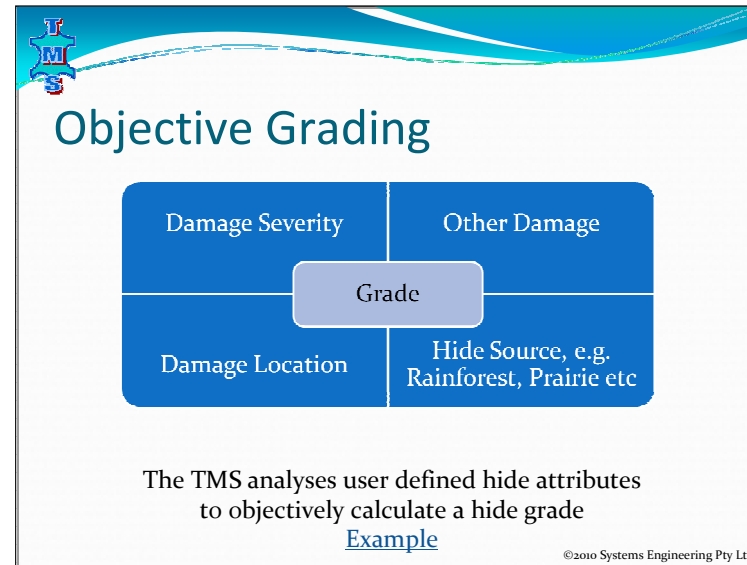 TMS
Objective Grading
Damage Severity
Other Damage
Grade
Damage Location
Hide Source, e.g.
Rainforest, Prairie etc
The TMS analyses user defined hide attributes
to objectively calculate a hide grade
Example
©2010 Systems Engineering Pty Lt